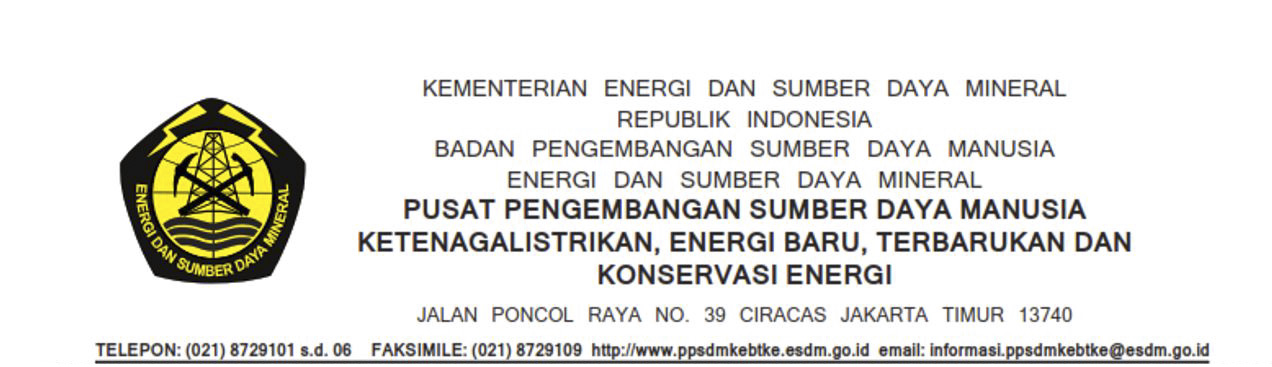 KEMENTERIAN ENERGI DAN SUMBER DAYA MINERAL
REPUBLIK INDONESIA
BADAN PENGEMBANGAN SUMBER DAYA MANUSIA
ENERGI DAN SUMBER DAYA MINERAL
PUSAT PENGEMBANGAN SUMBER DAYA MANUSIA
KETENAGALISTRIKAN, ENERGI BARU, TERBARUKAN DAN
KONSERVASI ENERGI
ENERGI DAN SUMBER DAYA MINERAL
JALAN PONCOL RAYA NO. 39 CIRACAS JAKARTA TIMUR 13740
TELEPON: (021) 8729101 s.d. 06 FAKSIMILE: (021) 8729109 http://www.ppsdmkebtke.esdm.go.id email: informasi.ppsdmkebtke@esdm.go.id